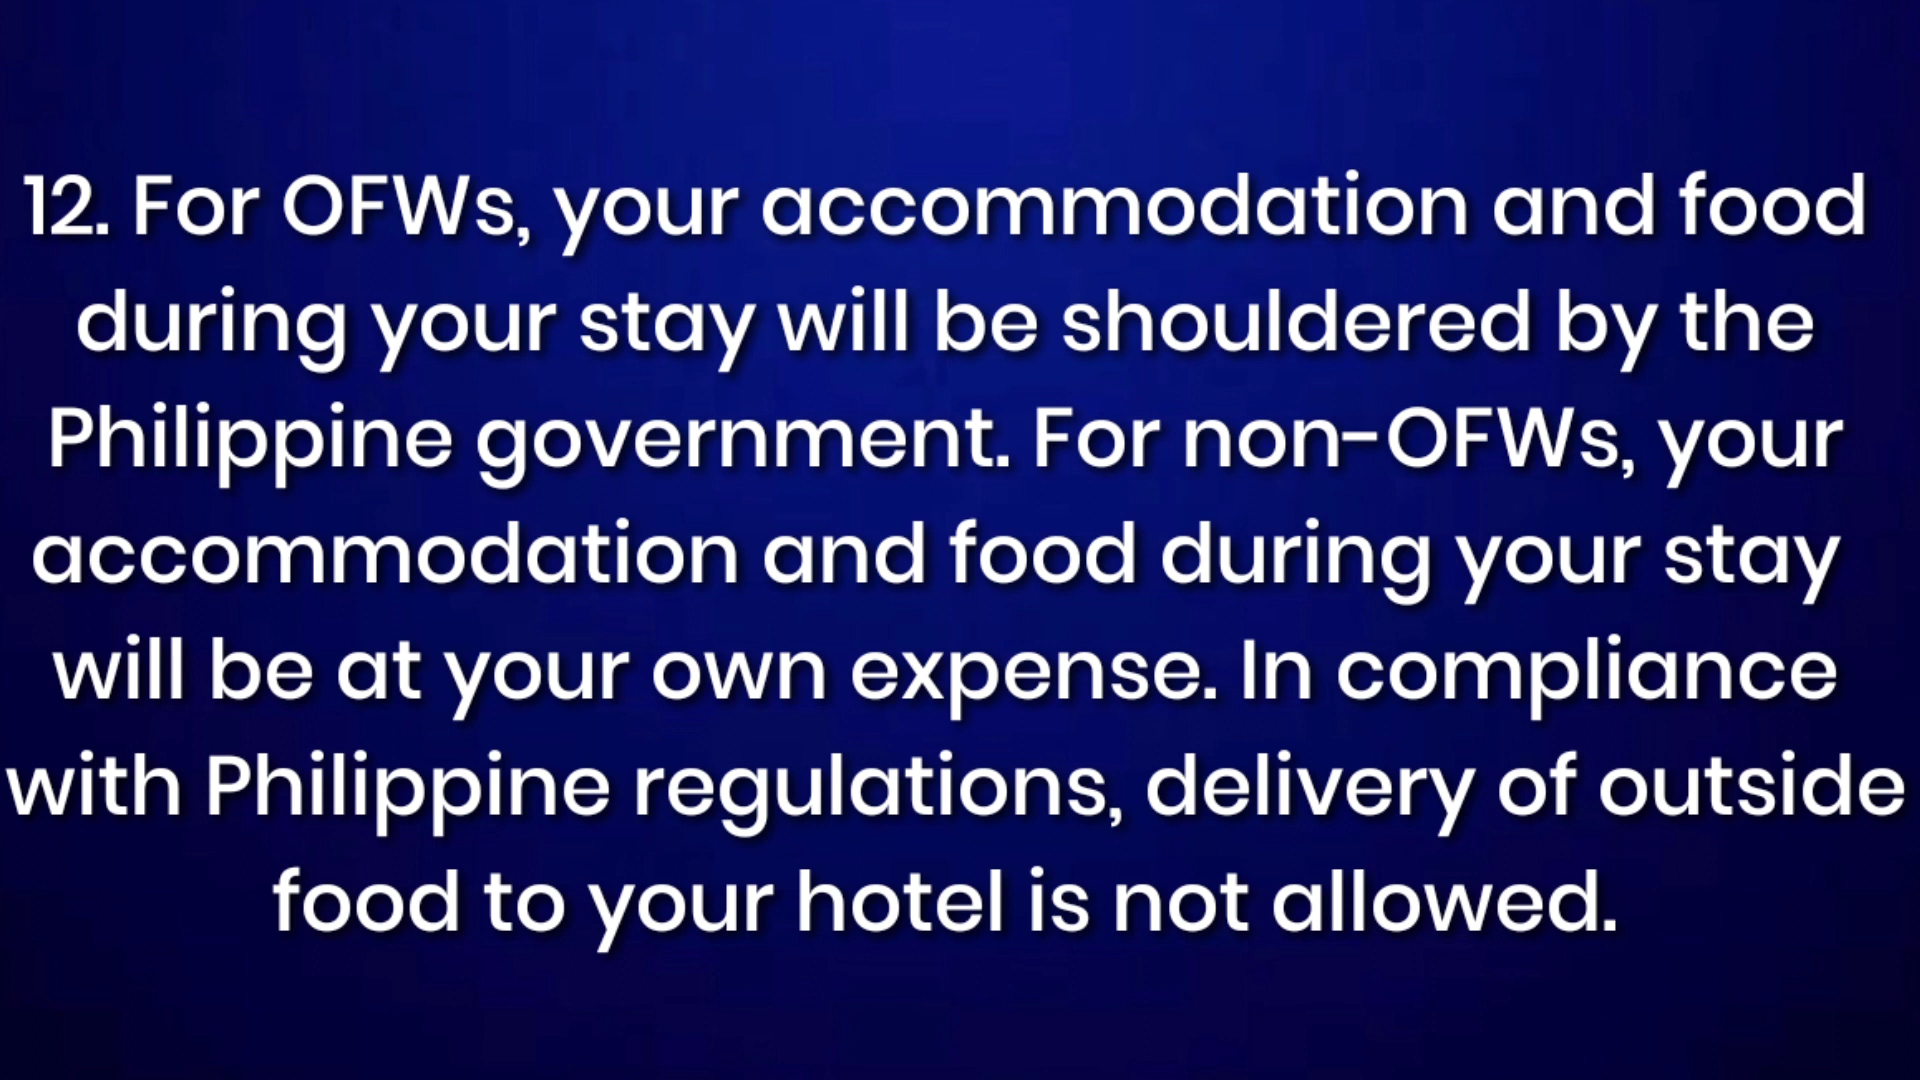 12. For OFWs, your accommodation and food
during your stay will be shouldered by the
Philippine government. For non-OFWs, your
accommodation and food during your stay
will be at your own expense. In compliance
with Philippine regulations, delivery of outside
food to your hotel is not allowed.